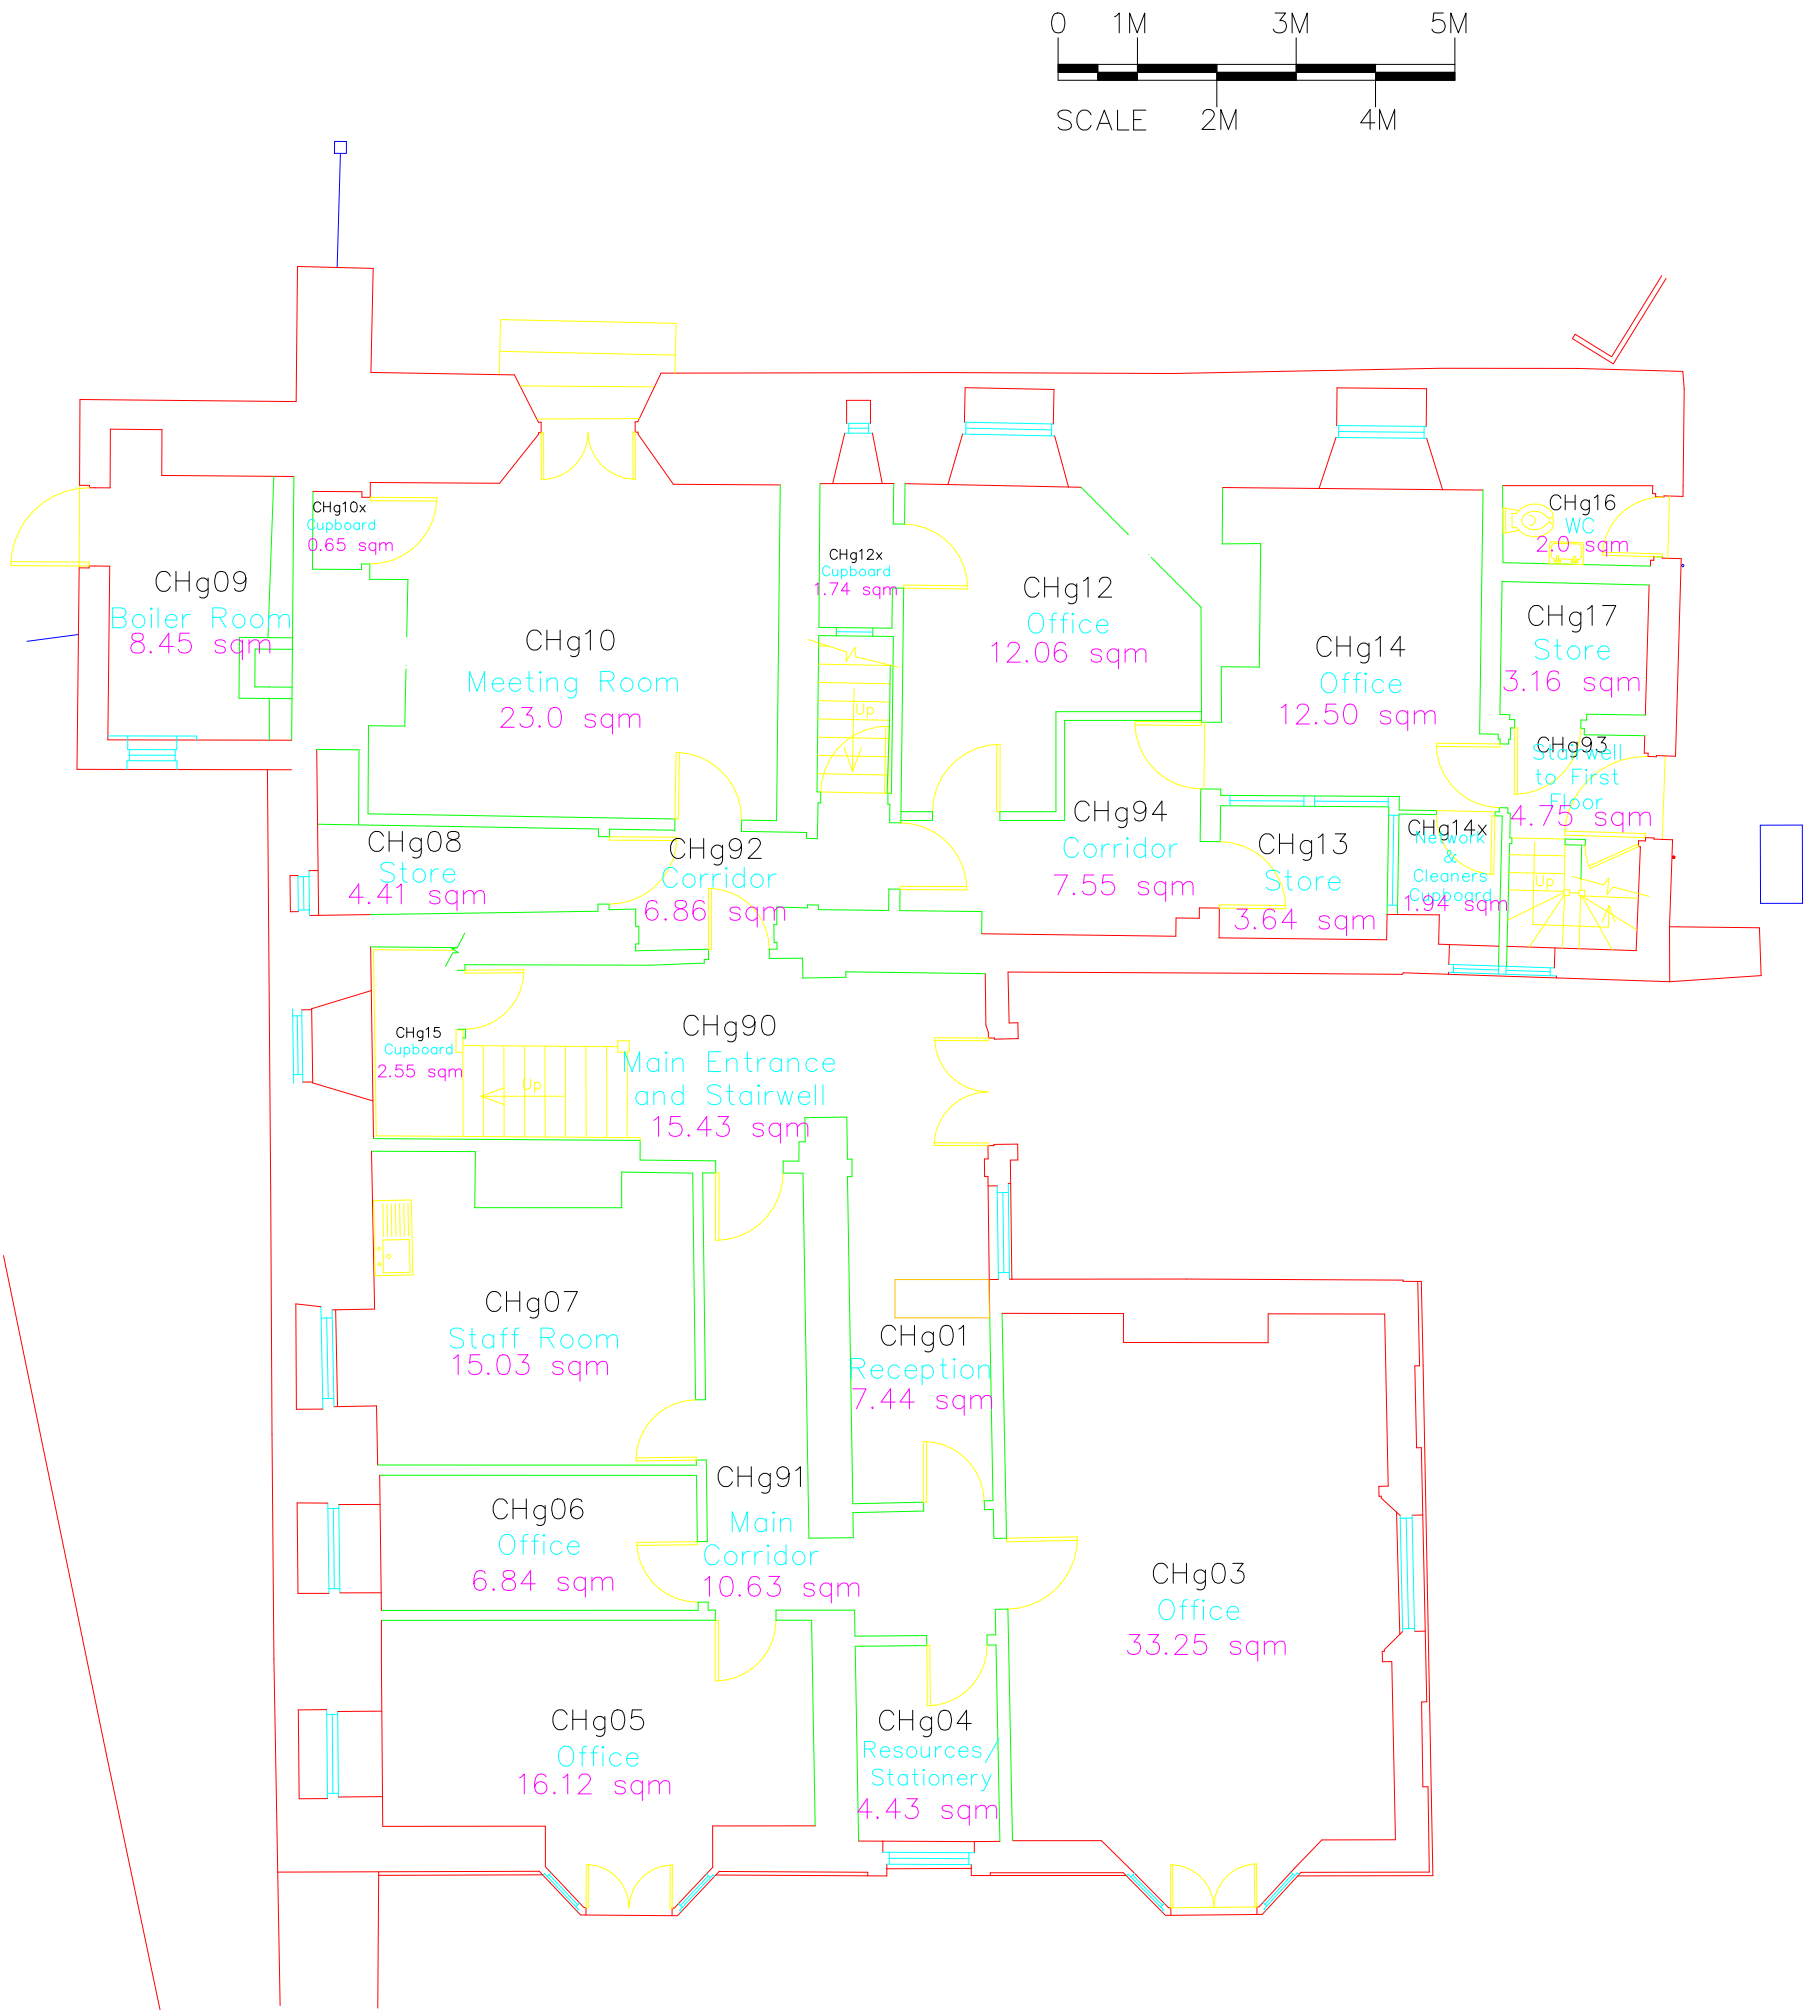 0 1M 3M 5M
SCALE 2M 4M
CHg10x
Cupboard
0.65 sqm
CHg09
Boiler Room
8.45 sqm
CHg10
Meeting Room
23.0 sqm
CHg12x
Cupboard
1.74 sqm
Up
CHg12
Office
12.06 sqm
CHg14
Office
12.50 sqm
CHg16
WC
2.0 sqm
CHg17
Store
3.16 sqm
CHg93
Stairwell
to First
Floor
4.75 sqm
CHg08
Store
4.41 sqm
CHg92
Corridor
6.86 sqm
CHg94
Corridor
7.55 sqm
CHg13
Store
3.64 sqm
CHg14x
Network
&
Cleaners
Cupboard
1.94 sqm
Up
CHg15
Cupboard
2.55 sqm
Up
CHg90
Main Entrance
and Stairwell
15.43 sqm
CHg07
Staff Room
15.03 sqm
CHg01
Reception
7.44 sqm
CHg91
Main
Corridor
10.63 sqm
CHg06
Office
6.84 sqm
CHg03
Office
33.25 sqm
CHg05
Office
16.12 sqm
CHg04
Resources/
Stationery
4.43 sqm